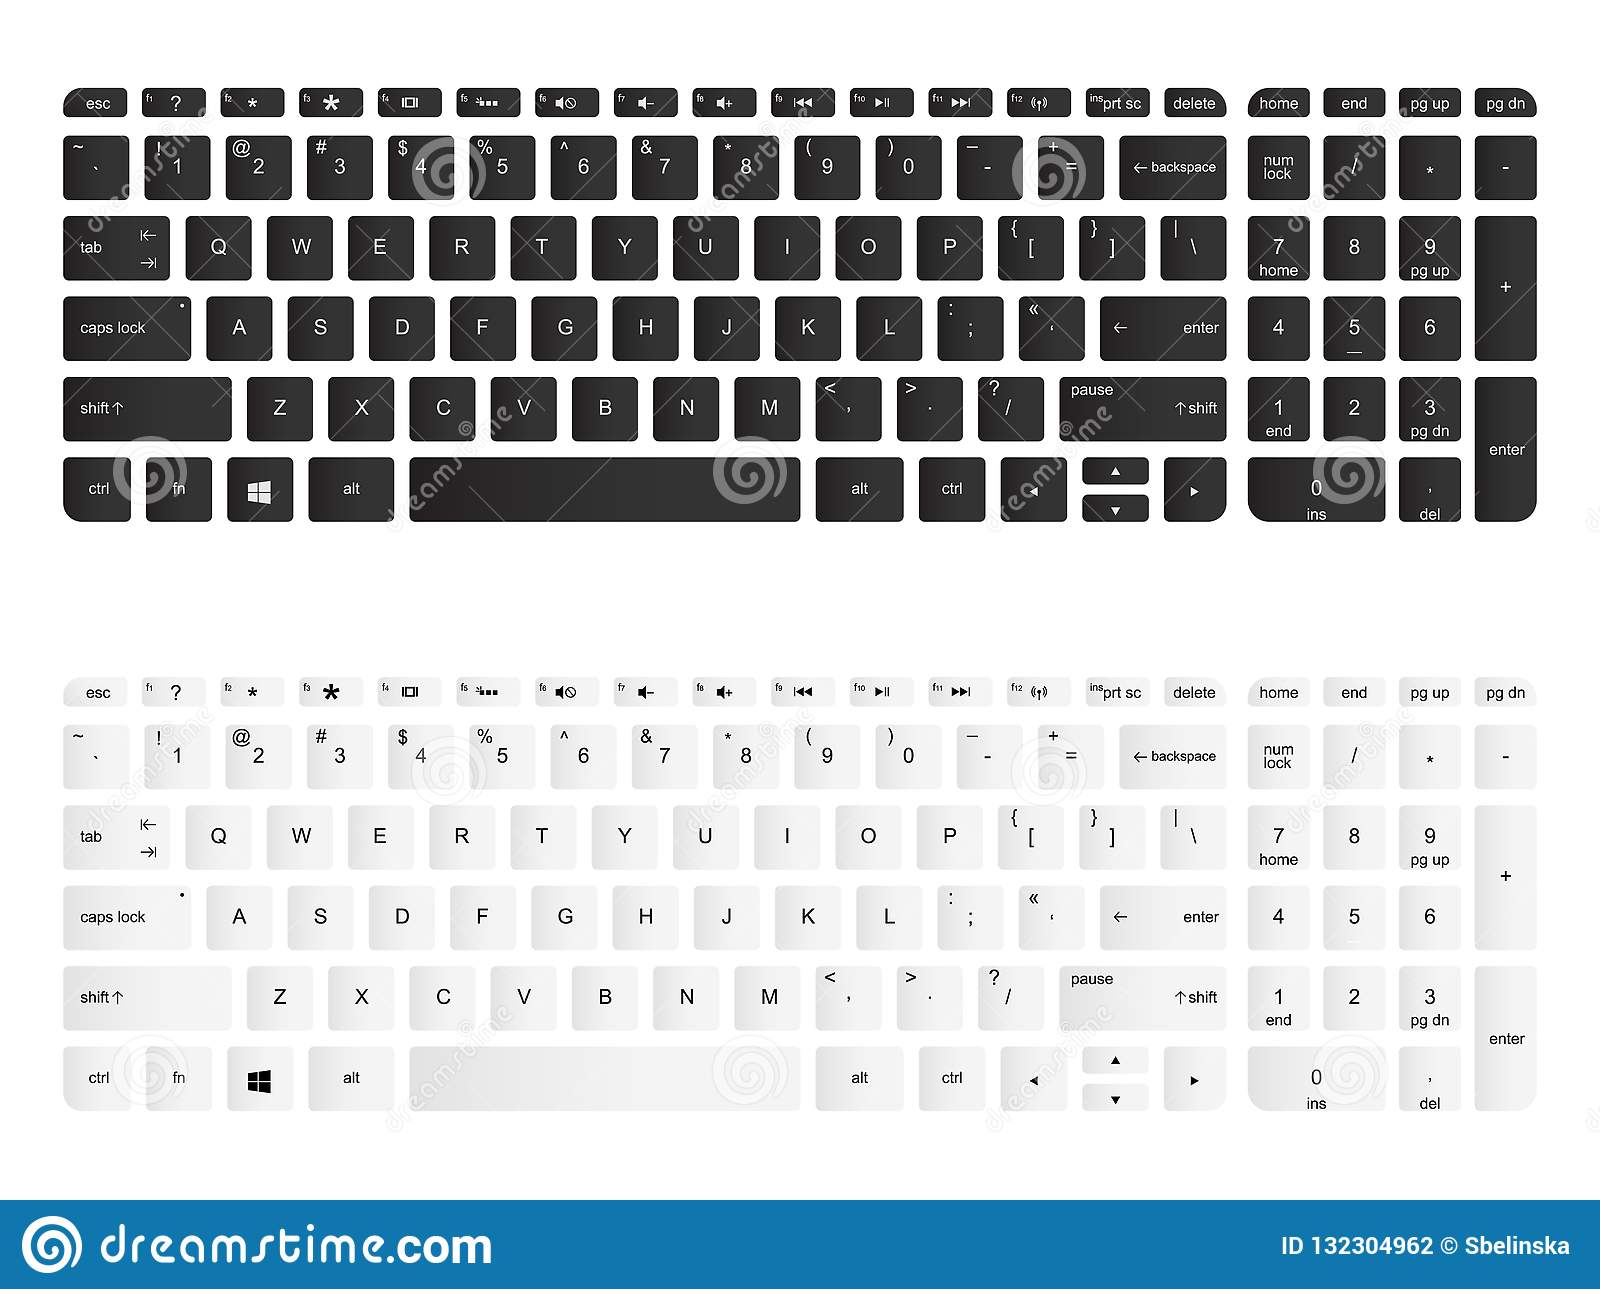 esc f1 ? f2 * f3 * f4 f5 f6 f7 f8 f9 f10 f11 f12 ins prt sc delete home end pg up pg dn
~ ` ! 1 @ 2 # 3 $ 4 % 5 ^ 6 & 7 * 8 ( 9 ) 0 _ - + = ← backspace num lock / * -
tab Q W E R T Y U I O P { [ } ] | \ 7 home 8 9 pg up +
caps lock A S D F G H J K L : ; « ‘ ← enter 4 5 6
shift ↑ Z X C V B N M < , > . ? / pause ↑ shift 1 end 2 3 pg dn enter
ctrl fn alt alt ctrl ◀ ▲ ▼ ▶ 0 ins , del
esc f1 ? f2 * f3 * f4 f5 f6 f7 f8 f9 f10 f11 f12 ins prt sc delete home end pg up pg dn
~ ` ! 1 @ 2 # 3 $ 4 % 5 ^ 6 & 7 * 8 ( 9 ) 0 _ - + = ← backspace num lock / * -
tab Q W E R T Y U I O P { [ } ] | \ 7 home 8 9 pg up +
caps lock A S D F G H J K L : ; « ‘ ← enter 4 5 6
shift ↑ Z X C V B N M < , > . ? / pause ↑ shift 1 end 2 3 pg dn enter
ctrl fn alt alt ctrl ◀ ▲ ▼ ▶ 0 ins , del
dreamstime.com ID 132304962 © Sbelinska